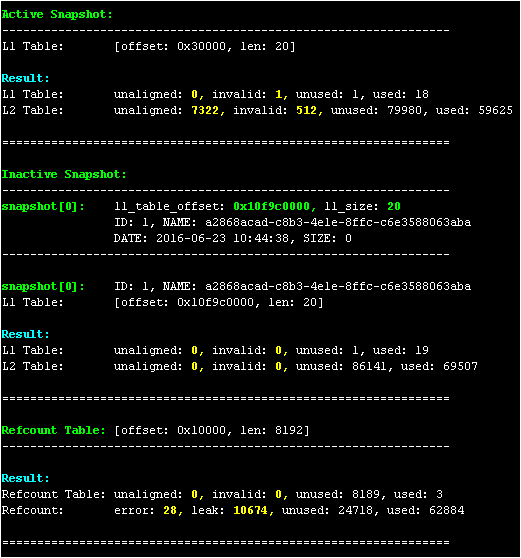 Active Snapshot:
----------------------------------------------------------------
L1 Table: [offset: 0x30000, len: 20]
Result:
L1 Table: unaligned: 0, invalid: 1, unused: 1, used: 18
L2 Table: unaligned: 7322, invalid: 512, unused: 79980, used: 59625
================================================================
Inactive Snapshot:
----------------------------------------------------------------
snapshot[0]: l1_table_offset: 0x10f9c0000, l1_size: 20
ID: 1, NAME: a2868acad-c8b3-4e1e-8ffc-c6e3588063aba
DATE: 2016-06-23 10:44:38, SIZE: 0
----------------------------------------------------------------
snapshot[0]: ID: 1, NAME: a2868acad-c8b3-4e1e-8ffc-c6e3588063aba
L1 Table: [offset: 0x10f9c0000, len: 20]
Result:
L1 Table: unaligned: 0, invalid: 0, unused: 1, used: 19
L2 Table: unaligned: 0, invalid: 0, unused: 86141, used: 69507
================================================================
Refcount Table: [offset: 0x10000, len: 8192]
----------------------------------------------------------------
Result:
Refcount Table: unaligned: 0, invalid: 0, unused: 8189, used: 3
Refcount: error: 28, leak: 10674, unused: 24718, used: 62884
================================================================